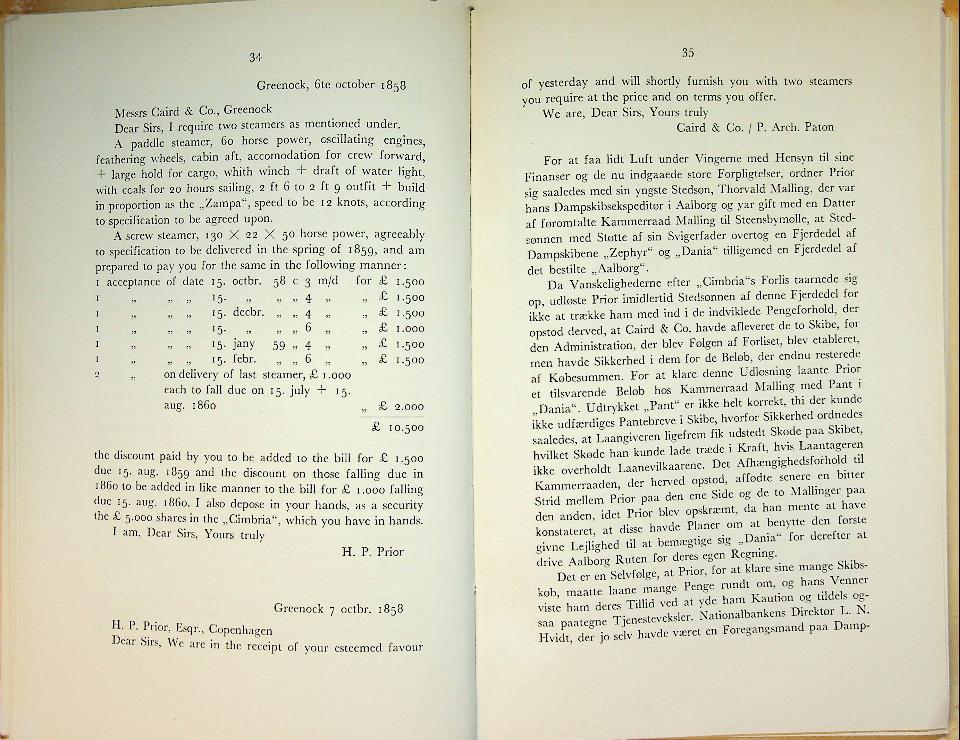 34
Greenock, 6te october 1858
Messrs Caird & Co., Greenock
Dear Sirs, I require two steamers as mentioned under.
A paddle steamer, 60 horse power, oscillating engines,
feathering wheels, cabin aft, accomodation for crew forward,
+ large hold for cargo, whith winch + draft of water light,
with coals for 20 hours sailing, 2 ft 6 to 2 ft 9 outfit + build
in proportion as the „Zampa“, speed to be 12 knots, according
to specification to be agreed upon.
A screw steamer, 130 × 22 × 50 horse power, agreeably
to specification to be delivered in the spring of 1859, and am
prepared to pay you for the same in the following manner:
1 acceptance of date 15. octbr. 58 c 3 m/d for £ 1.500
1 „ „ „ 15. „ „ „ 4 „ „ £ 1.500
1 „ „ „ 15. decbr. „ „ 4 „ „ £ 1.500
1 „ „ „ 15. „ „ „ 6 „ „ £ 1.000
1 „ „ „ 15. jany 59 „ 4 „ „ £ 1.500
1 „ „ „ 15. febr. „ „ 6 „ „ £ 1.500
2 „ on delivery of last steamer, £ 1.000
each to fall due on 15. july + 15.
aug. 1860 „ £ 2.000
£ 10.500
the discount paid by you to be added to the bill for £ 1.500
due 15. aug. 1859 and the discount on those falling due in
1860 to be added in like manner to the bill for £ 1.000 falling
due 15. aug. 1860. I also depose in your hands, as a security
the £ 5.000 shares in the „Cimbria“, which you have in hands.
I am, Dear Sirs, Yours truly
H. P. Prior
Greenock 7 octbr. 1858
H. P. Prior, Esqr., Copenhagen
Dear Sirs, We are in the receipt of your esteemed favour
35
of yesterday and will shortly furnish you with two steamers
you require at the price and on terms you offer.
We are, Dear Sirs, Yours truly
Caird & Co. / P. Arch. Paton
For at faa lidt Luft under Vingerne med Hensyn til sine
Finanser og de nu indgaaede store Forpligtelser, ordner Prior
sig saaledes med sin yngste Stedsøn, Thorvald Malling, der var
hans Dampskibsekspeditør i Aalborg og var gift med en Datter
af føromtalte Kammerraad Malling til Steensbymølle, at Sted-
sønnen med Støtte af sin Svigerfader overtog en Fjerdedel af
Dampskibene „Zephyr“ og „Dania“ tilligemed en Fjerdedel af
det bestilte „Aalborg“.
Da Vanskelighederne efter „Cimbria“s Forlis taarnede sig
op, udløste Prior imidlertid Stedsonnen af denne Fjerdedel for
ikke at trække ham med ind i de indviklede Pengeforhold, der
opstod derved, at Caird & Co. havde afleveret de to Skibe, før
den Administration, der blev Følgen af Forliset, blev etableret,
men havde Sikkerhed i dem for de Beløb, der endnu resterede
af Købesummen. For at klare denne Udløsning laante Prior
et tilsvarende Beløb hos Kammerraad Malling med Pant i
„Dania“. Udtrykket „Pant“ er ikke helt korrekt, thi der kunde
ikke udfærdiges Pantebreve i Skibe, hvorfor Sikkerhed ordnedes
saaledes, at Laangiveren ligefrem fik udstedt Skøde paa Skibet,
hvilket Skøde han kunde lade træde i Kraft, hvis Laantageren
ikke overholdt Laanevilkaarene. Det Afhængighedsforhold til
Kammerraaden, der herved opstod, affødte senere en bitter
Strid mellem Prior paa den ene Side og de to Mallinger paa
den anden, idet Prior blev opskræmt, da han mente at have
konstateret, at disse havde Planer om at benytte den første
givne Lejlighed til at bemægtige sig „Dania“ for derefter at
drive Aalborg Ruten for deres egen Regning.
Det er en Selvfølge, at Prior, for at klare sine mange Skibs-
køb, maatte laane mange Penge rundt om, og hans Venner
viste ham deres Tillid ved at yde ham Kaution og tildels og-
saa paategne Tjenesteveksler. Nationalbankens Direktør L. N.
Hvidt, der jo selv havde været en Foregangsmand paa Damp-